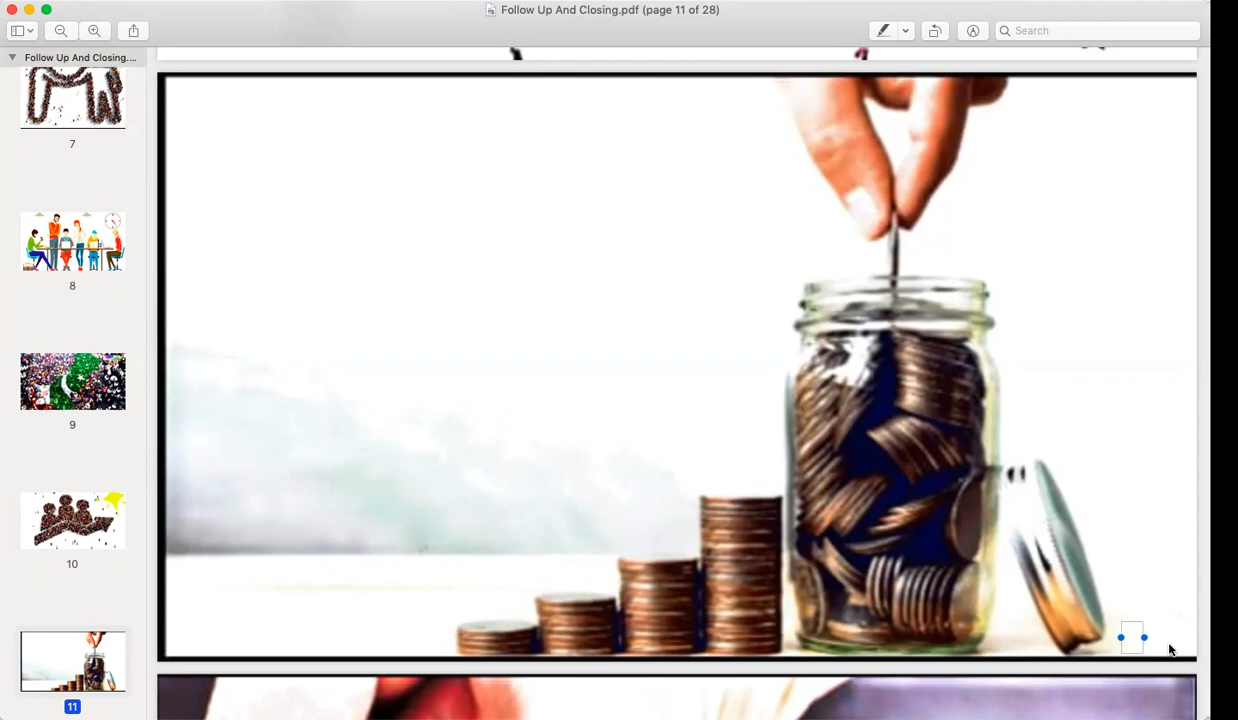 Follow Up And Closing.pdf (page 11 of 28)
Search
Follow Up And Closing....
7
8
9
10
11